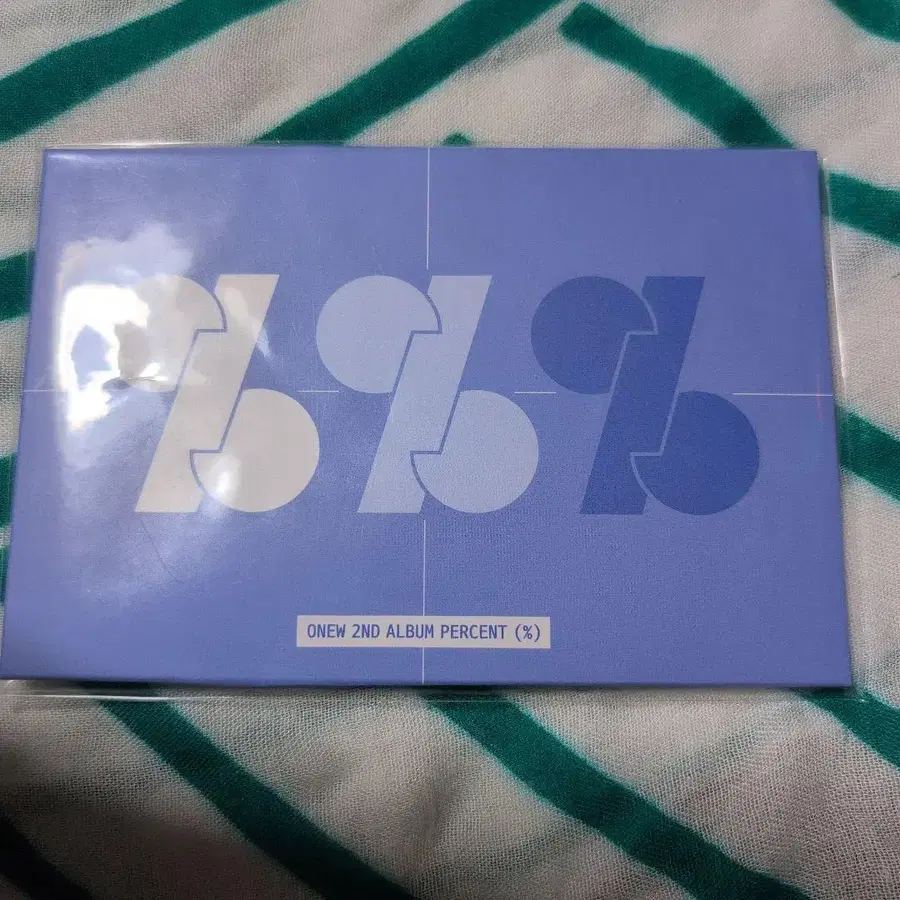 %%%
ONEW 2ND ALBUM PERCENT (%)